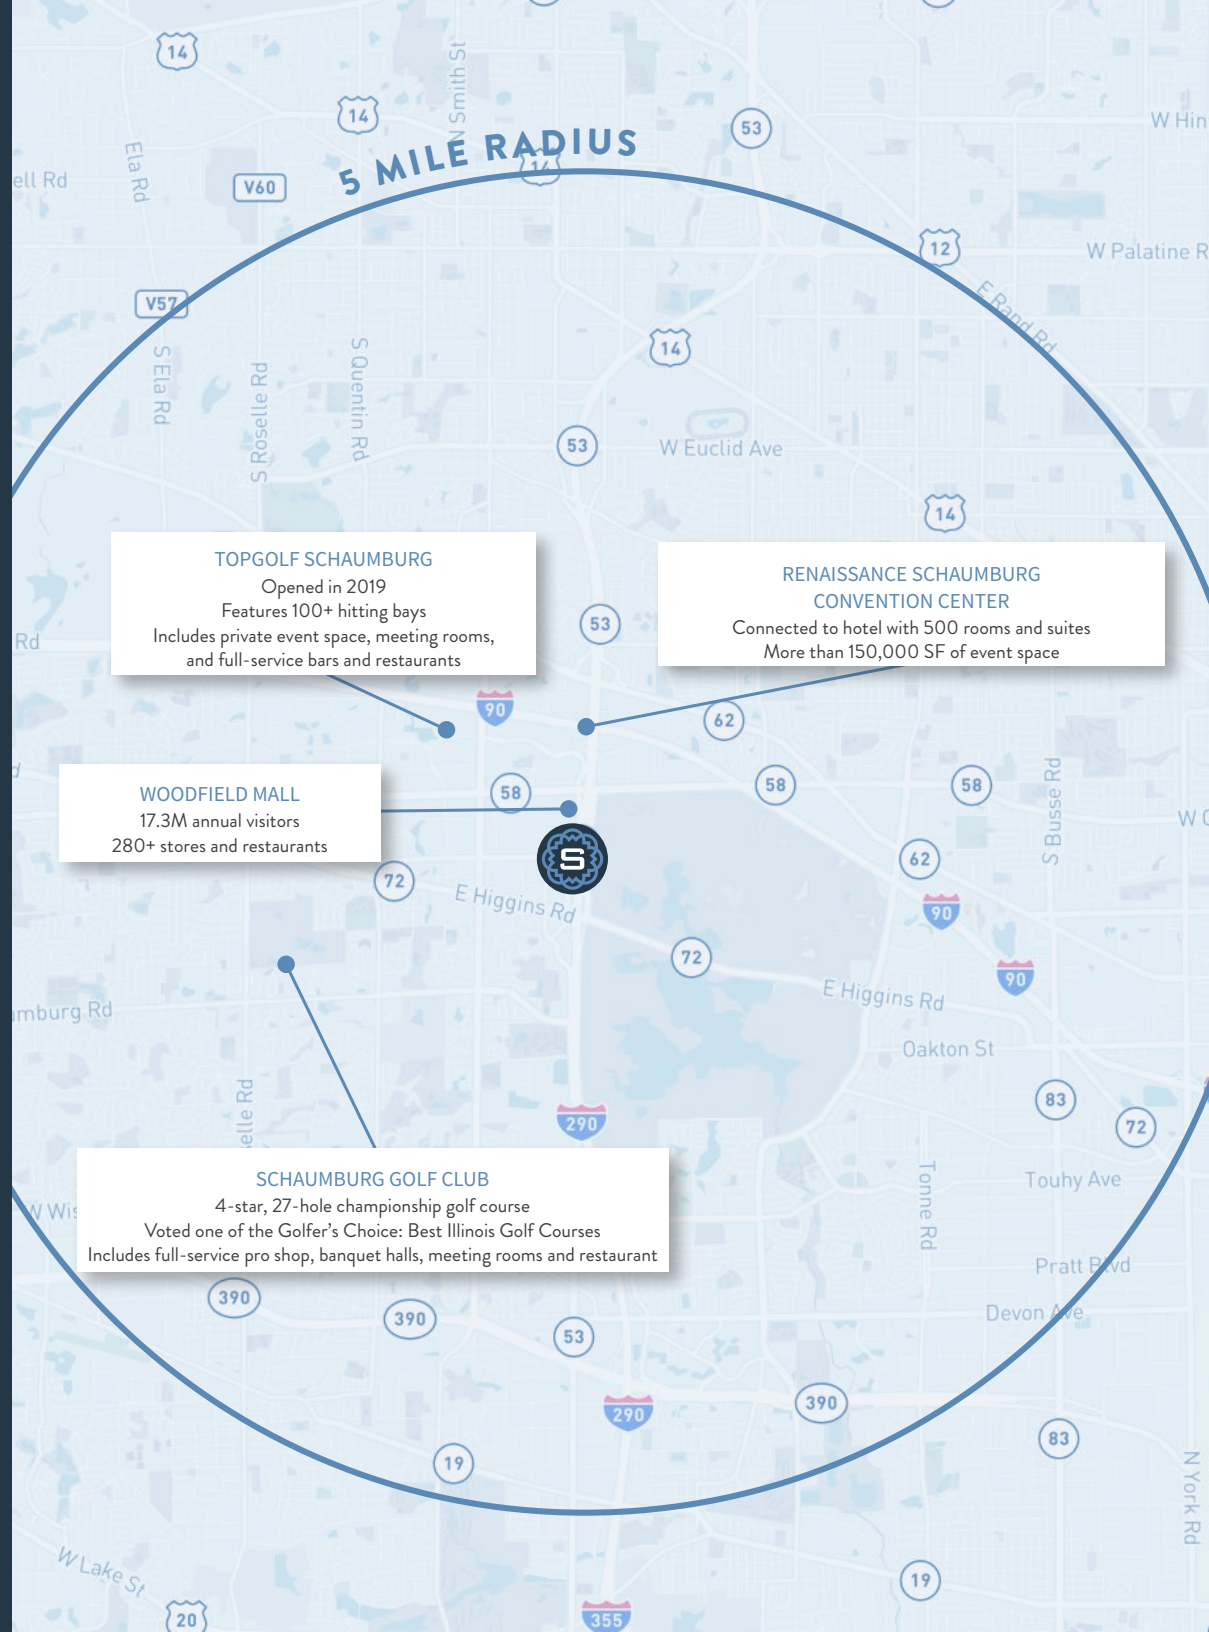 14
14
N Smith St
53
W Hin
5 MILE RADIUS
14
Ela Rd
ell Rd
V60
12
W Palatine R
V57
E Rand Rd
14
S Ela Rd
S Roselle Rd
S Quentin Rd
53
W Euclid Ave
14
TOPGOLF SCHAUMBURG
Opened in 2019
Features 100+ hitting bays
Includes private event space, meeting rooms,
and full-service bars and restaurants
RENAISSANCE SCHAUMBURG
CONVENTION CENTER
Connected to hotel with 500 rooms and suites
More than 150,000 SF of event space
53
Rd
90
62
d
58
58
58
S Busse Rd
WOODFIELD MALL
17.3M annual visitors
280+ stores and restaurants
S
W
62
72
E Higgins Rd
90
72
90
E Higgins Rd
umburg Rd
Oakton St
83
72
290
elle Rd
Touhy Ave
Tonne Rd
SCHAUMBURG GOLF CLUB
4-star, 27-hole championship golf course
Voted one of the Golfer's Choice: Best Illinois Golf Courses
Includes full-service pro shop, banquet halls, meeting rooms and restaurant
W Wis
Pratt Blvd
390
390
53
Devon Ave
290
390
83
19
N York Rd
W Lake St
19
20
355